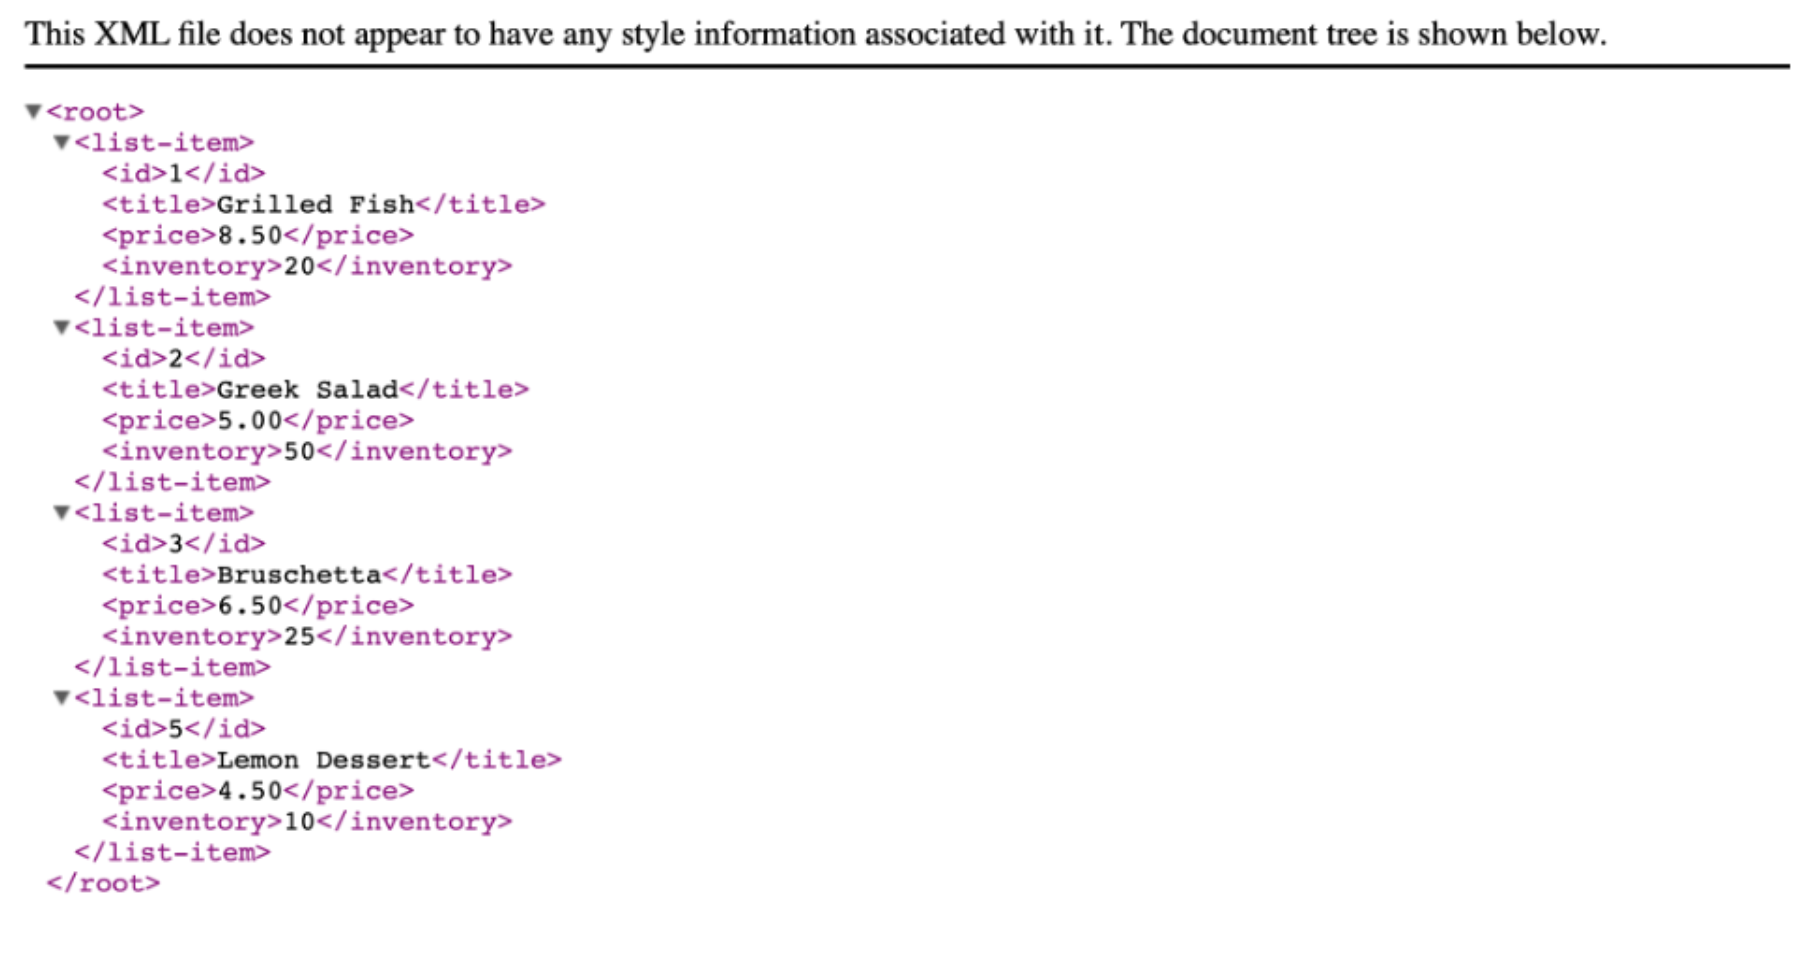 This XML file does not appear to have any style information associated with it. The document tree is shown below.
▼<root>
▼<list-item>
<id>1</id>
<title>Grilled Fish</title>
<price>8.50</price>
<inventory>20</inventory>
</list-item>
▼<list-item>
<id>2</id>
<title>Greek Salad</title>
<price>5.00</price>
<inventory>50</inventory>
</list-item>
▼<list-item>
<id>3</id>
<title>Bruschetta</title>
<price>6.50</price>
<inventory>25</inventory>
</list-item>
▼<list-item>
<id>5</id>
<title>Lemon Dessert</title>
<price>4.50</price>
<inventory>10</inventory>
</list-item>
</root>